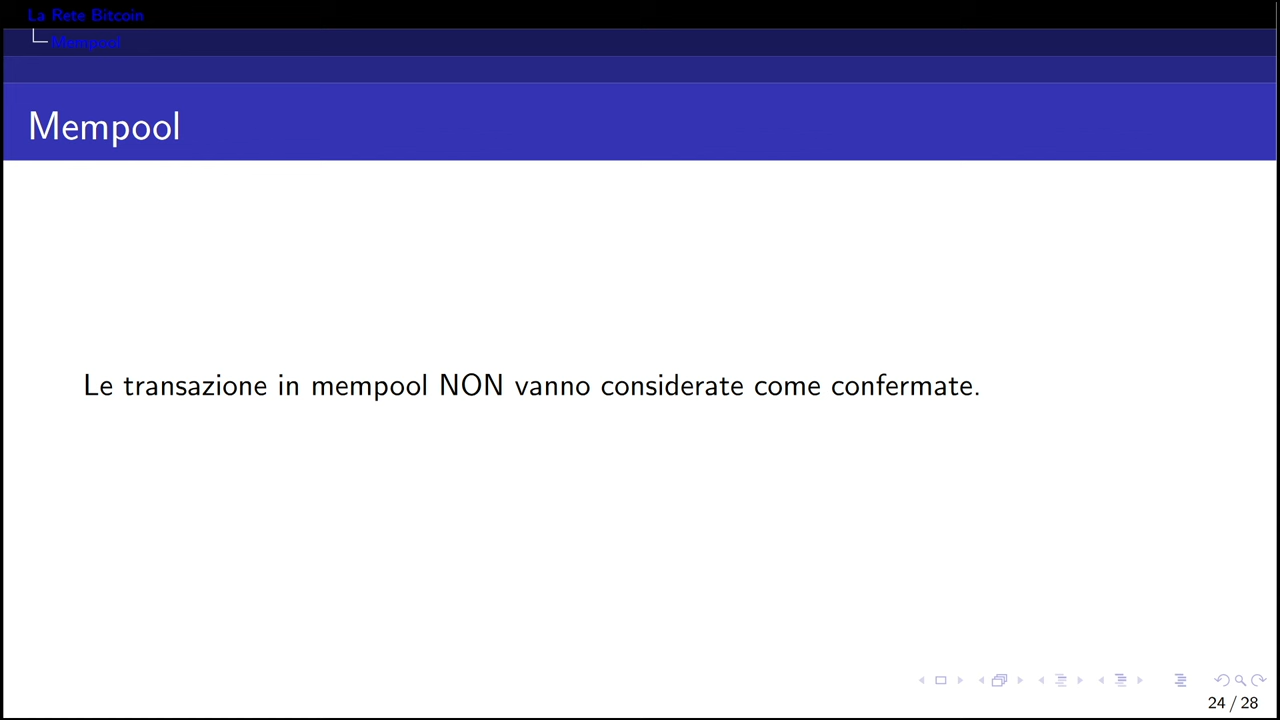 La Rete Bitcoin
Mempool
Mempool
Le transazione in mempool NON vanno considerate come confermate.
24 / 28